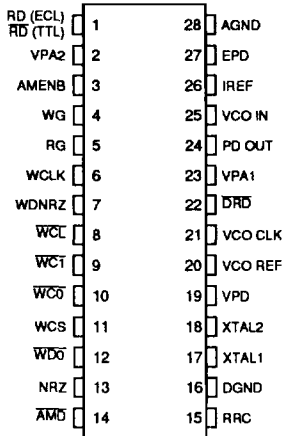 RD (ECL)
RD (TTL) 1 28 AGND
VPA2 2 27 EPD
AMENB 3 26 IREF
WG 4 25 VCO IN
RG 5 24 PD OUT
WCLK 6 23 VPA1
WDNRZ 7 22 DRD
WCL 8 21 VCO CLK
WC1 9 20 VCO REF
WC0 10 19 VPD
WCS 11 18 XTAL2
WD0 12 17 XTAL1
NRZ 13 16 DGND
AMD 14 15 RRC